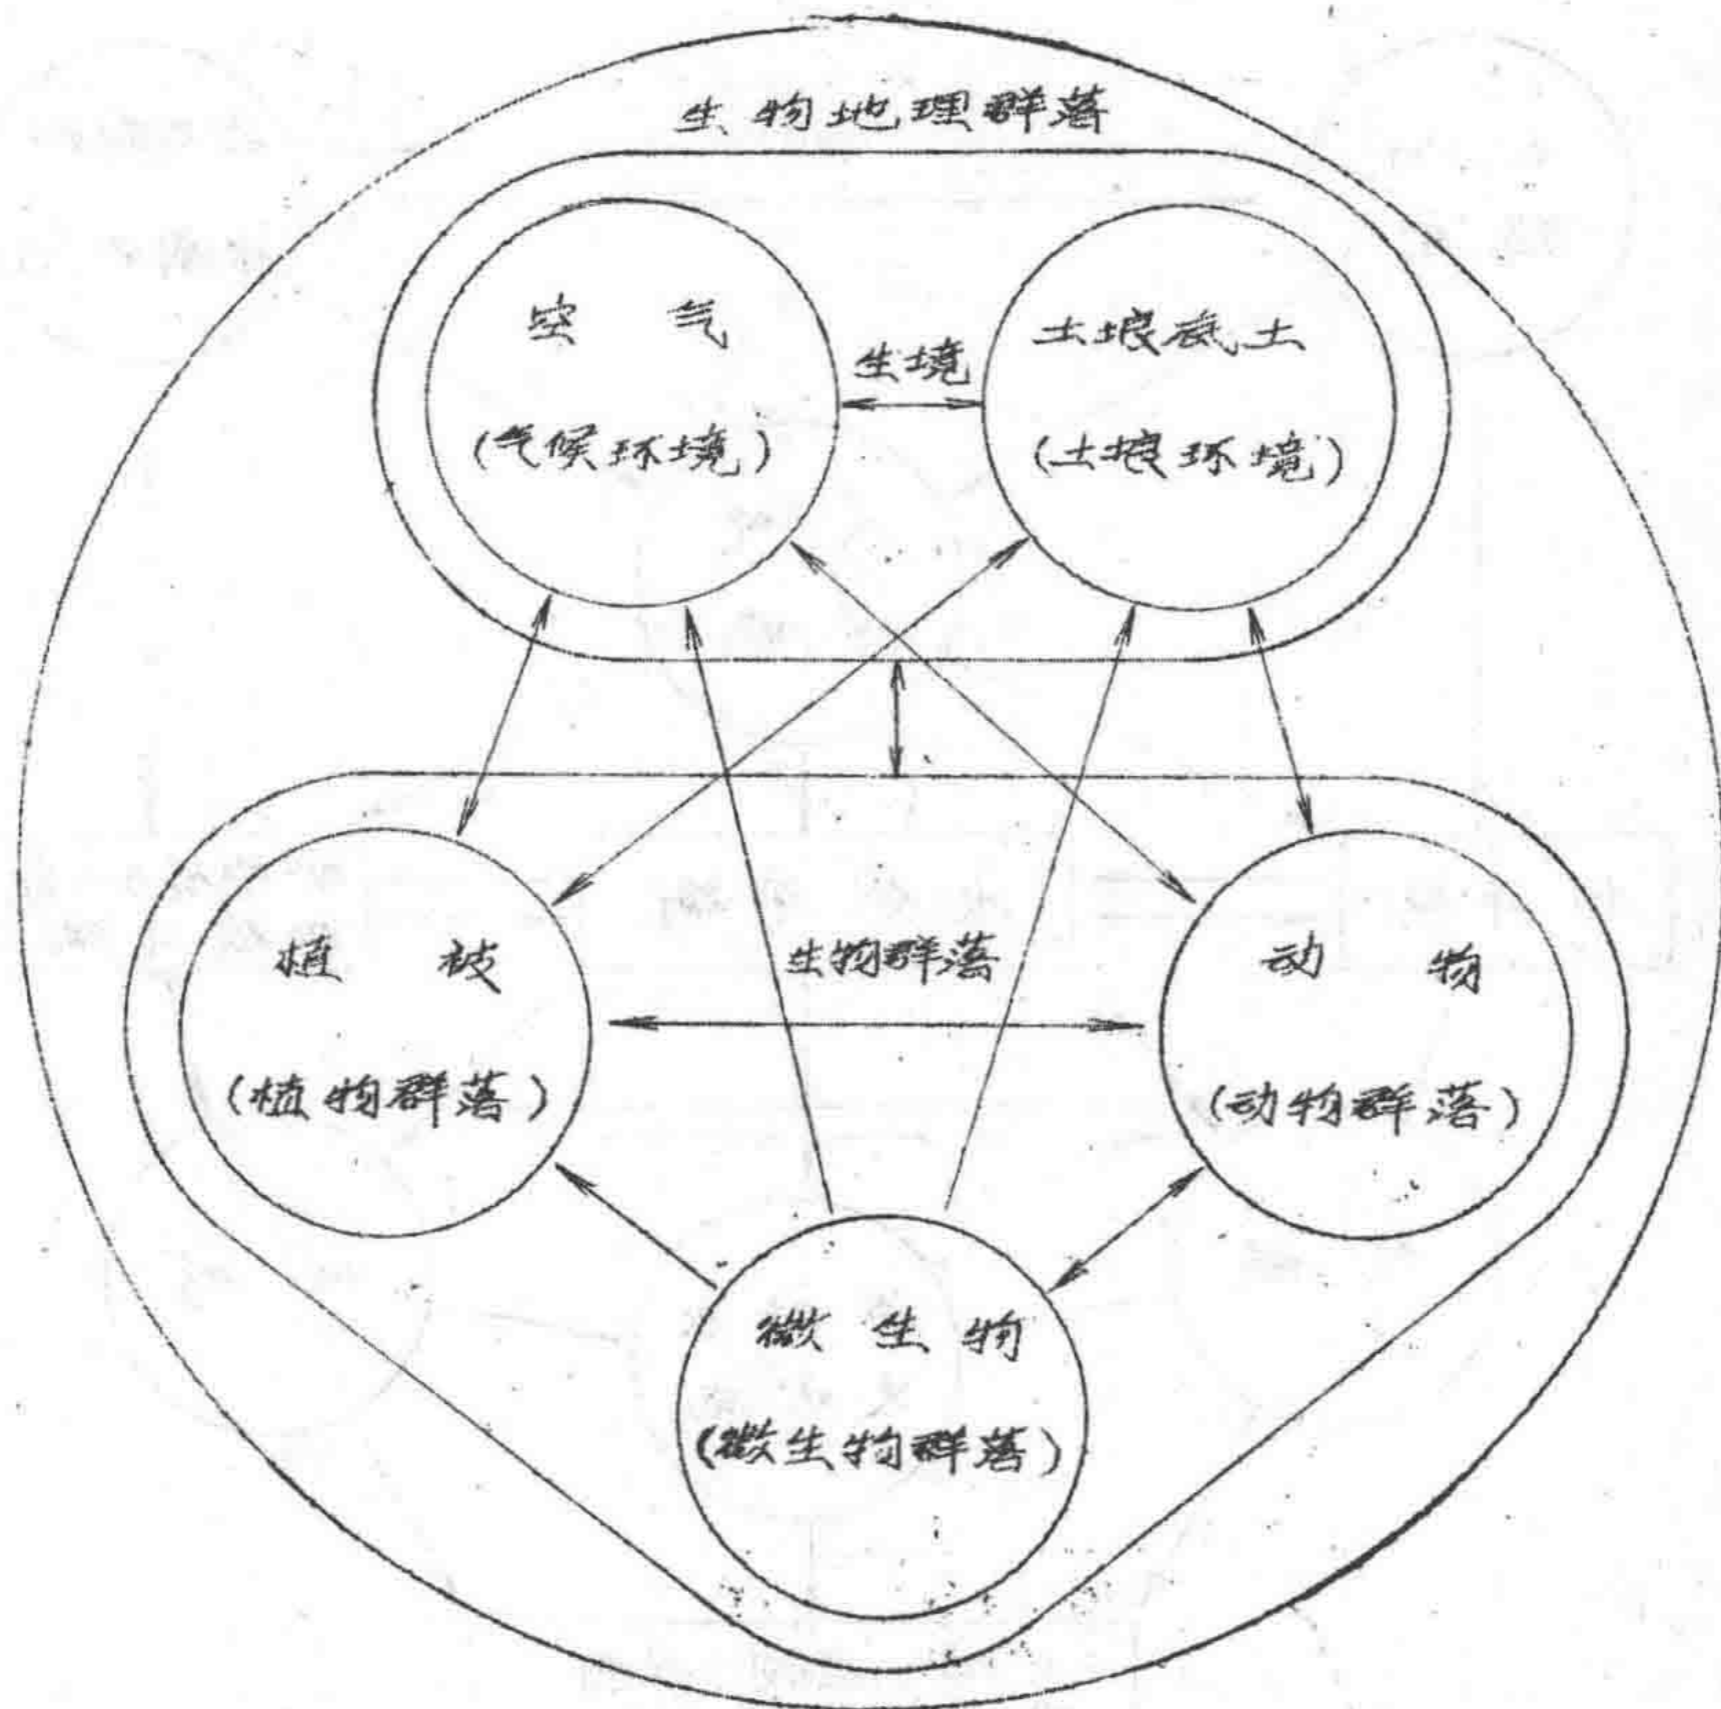 生物地理群落
空气
(气候环境)
生境
土埌底土
(土埌环境)
植被
(植物群落)
生物群落
动物
(动物群落)
微生物
(微生物群落)